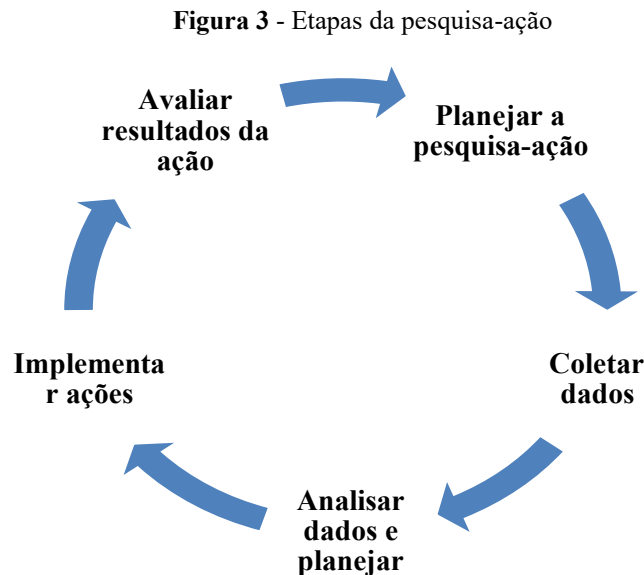 Figura 3 - Etapas da pesquisa-ação
Avaliar
resultados da
ação
Planejar a
pesquisa-ação
Coletar
dados
Analisar
dados e
planejar
Implementa
r ações